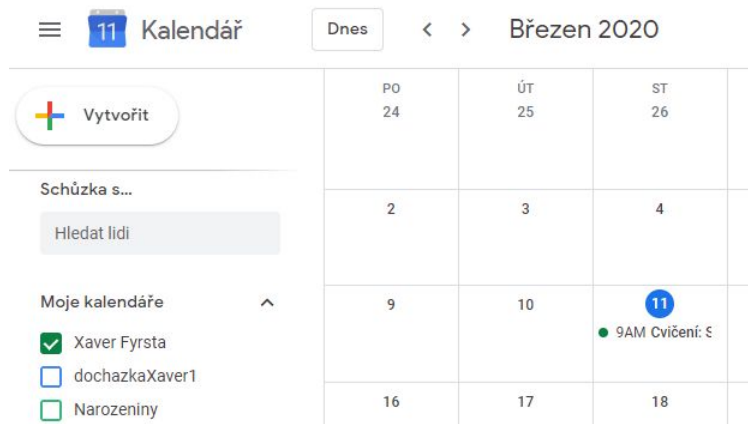 11 Kalendář Dnes Březen 2020
PO ÚT ST
24 25 26
Vytvořit
Schůzka s...
Hledat lidi
2 3 4
Moje kalendáře
9 10 11
9AM Cvičení: S
Xaver Fyrsta
dochazkaXaver1
Narozeniny
16 17 18